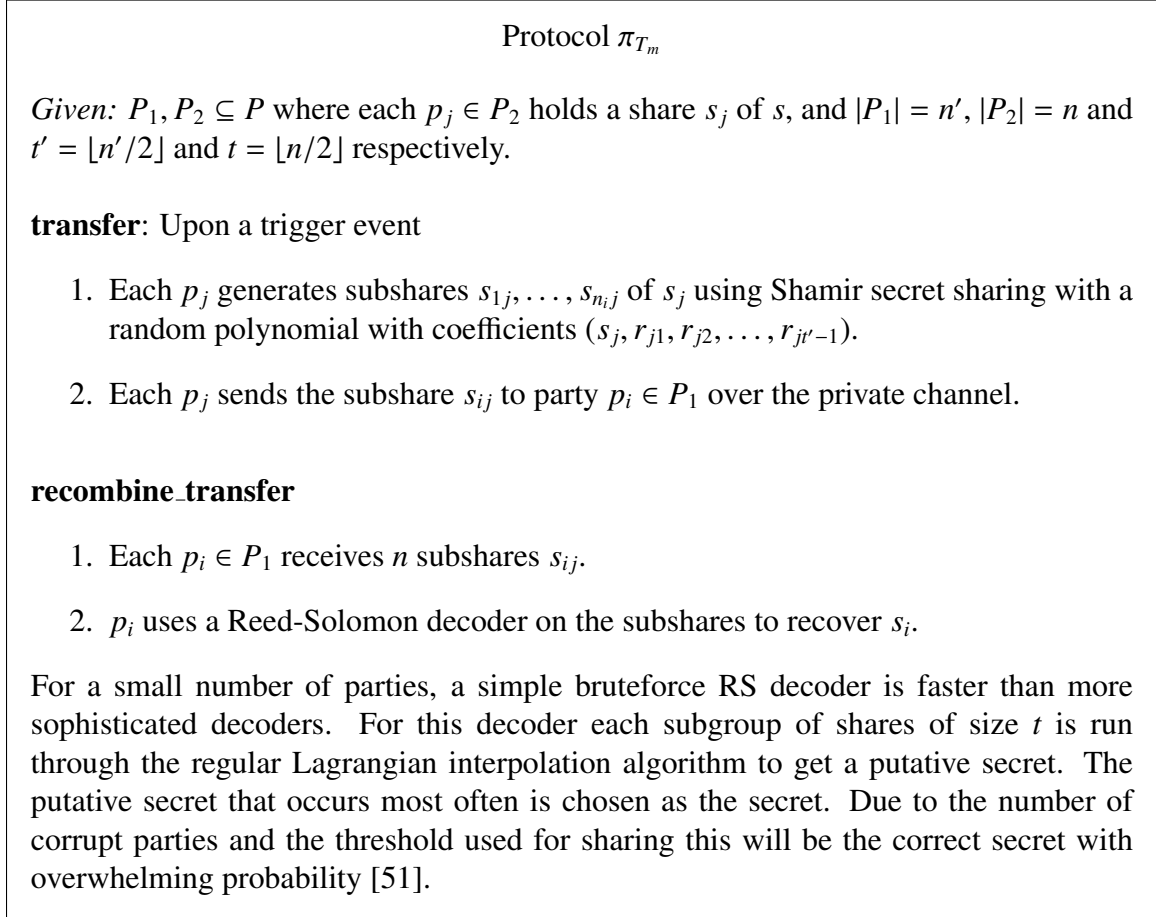 Protocol π_{T_m}
Given: P_1, P_2 ⊆ P where each p_j ∈ P_2 holds a share s_j of s, and |P_1| = n′, |P_2| = n and
t′ = ⌊n′/2⌋ and t = ⌊n/2⌋ respectively.
transfer: Upon a trigger event
1. Each p_j generates subshares s_{1j}, . . . , s_{n_ij} of s_j using Shamir secret sharing with a
random polynomial with coefficients (s_j, r_{j1}, r_{j2}, . . . , r_{jt′−1}).
2. Each p_j sends the subshare s_{ij} to party p_i ∈ P_1 over the private channel.
recombine_transfer
1. Each p_i ∈ P_1 receives n subshares s_{ij}.
2. p_i uses a Reed-Solomon decoder on the subshares to recover s_i.
For a small number of parties, a simple bruteforce RS decoder is faster than more
sophisticated decoders. For this decoder each subgroup of shares of size t is run
through the regular Lagrangian interpolation algorithm to get a putative secret. The
putative secret that occurs most often is chosen as the secret. Due to the number of
corrupt parties and the threshold used for sharing this will be the correct secret with
overwhelming probability [51].